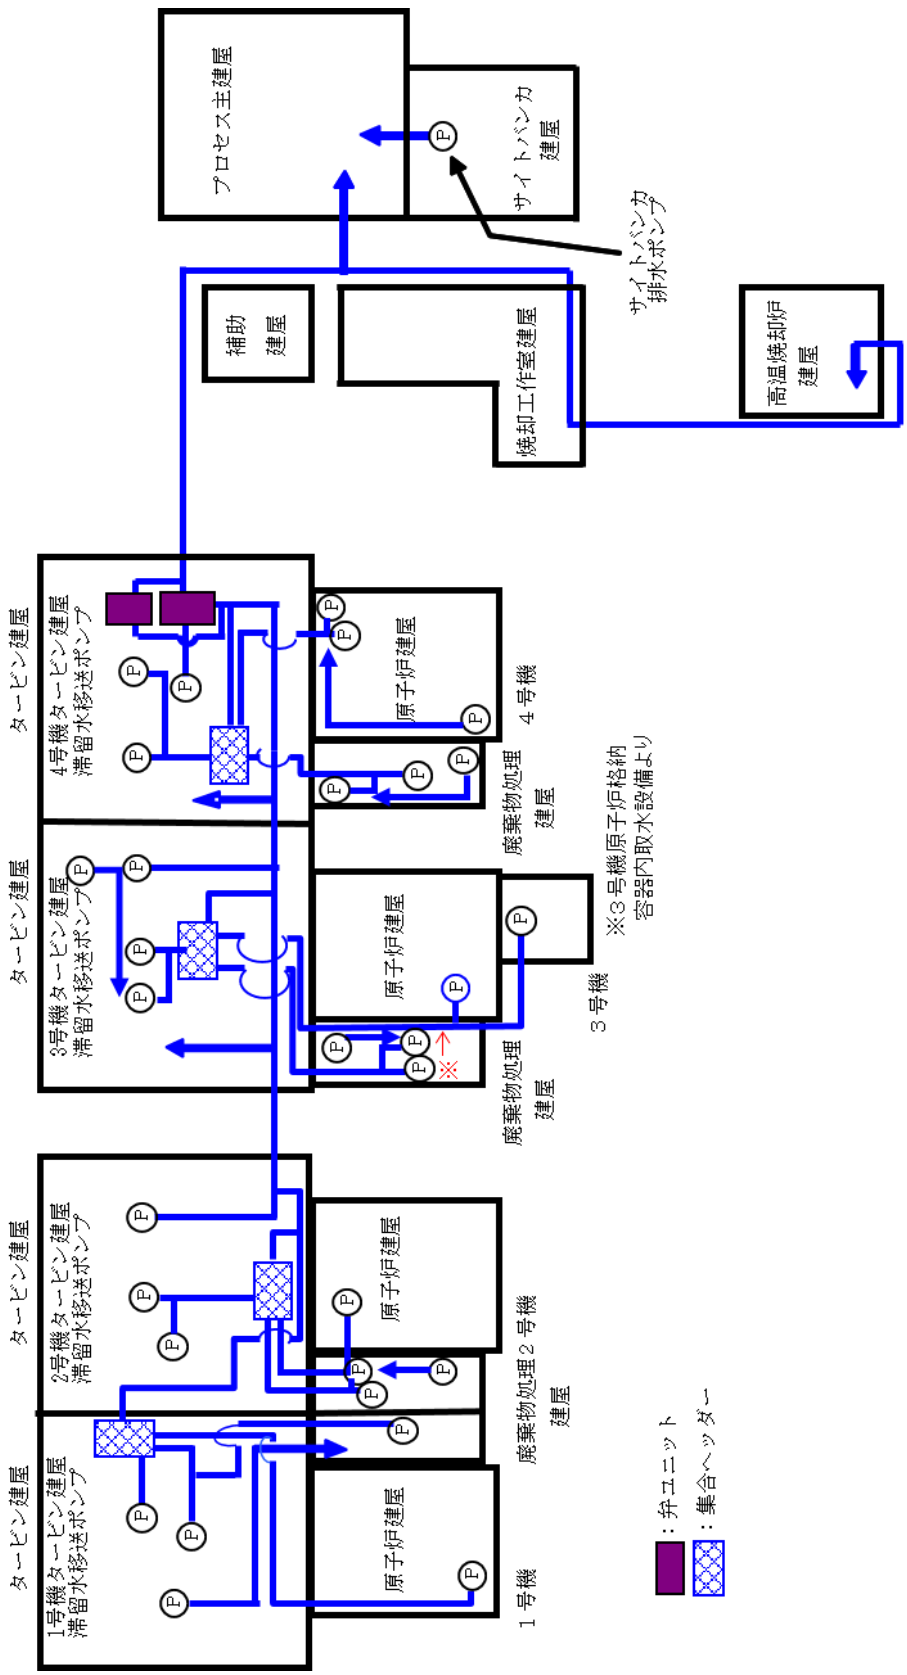 タービン建屋
1号機タービン建屋
滞留水移送ポンプ
P
P
P
P
P
原子炉建屋
1号機
タービン建屋
2号機タービン建屋
滞留水移送ポンプ
P
P
P
P
P
P
P
原子炉建屋
廃棄物処理2号機
建屋
タービン建屋
3号機タービン建屋
滞留水移送ポンプ
P
P
P
P
P
P
P
P
P
※
原子炉建屋
廃棄物処理
建屋
3号機
※3号機原子炉格納
容器内取水設備より
タービン建屋
4号機タービン建屋
滞留水移送ポンプ
P
P
P
P
P
P
P
P
P
原子炉建屋
4号機
廃棄物処理
建屋
補助
建屋
焼却工作室建屋
高温焼却炉
建屋
プロセス主建屋
サイトバンカ
建屋
P
サイトバンカ
排水ポンプ
：弁ユニット
：集合ヘッダー